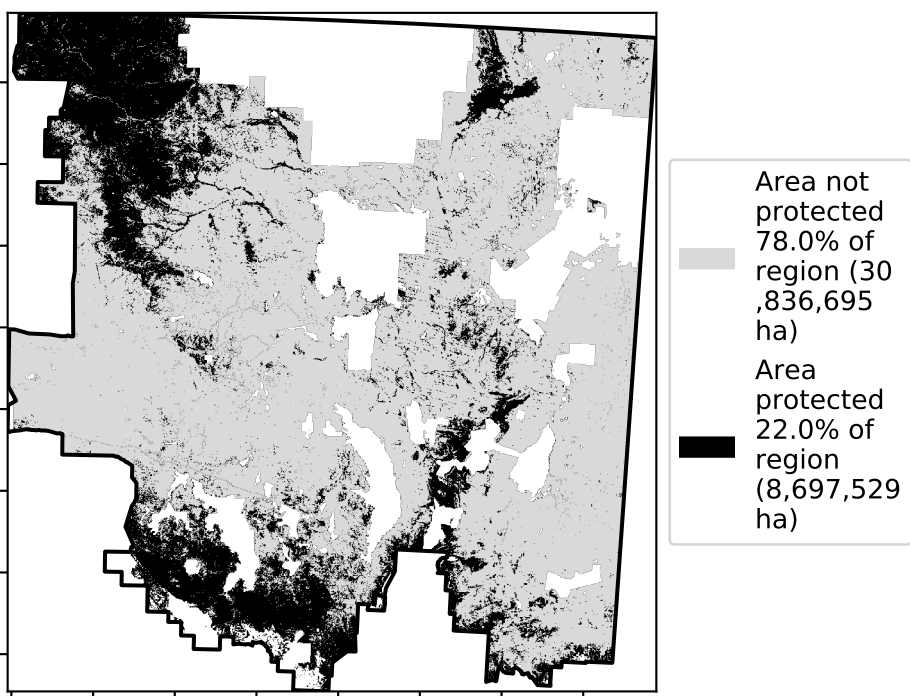 Area not
protected
78.0% of
region (30
,836,695
ha)
Area
protected
22.0% of
region
(8,697,529
ha)